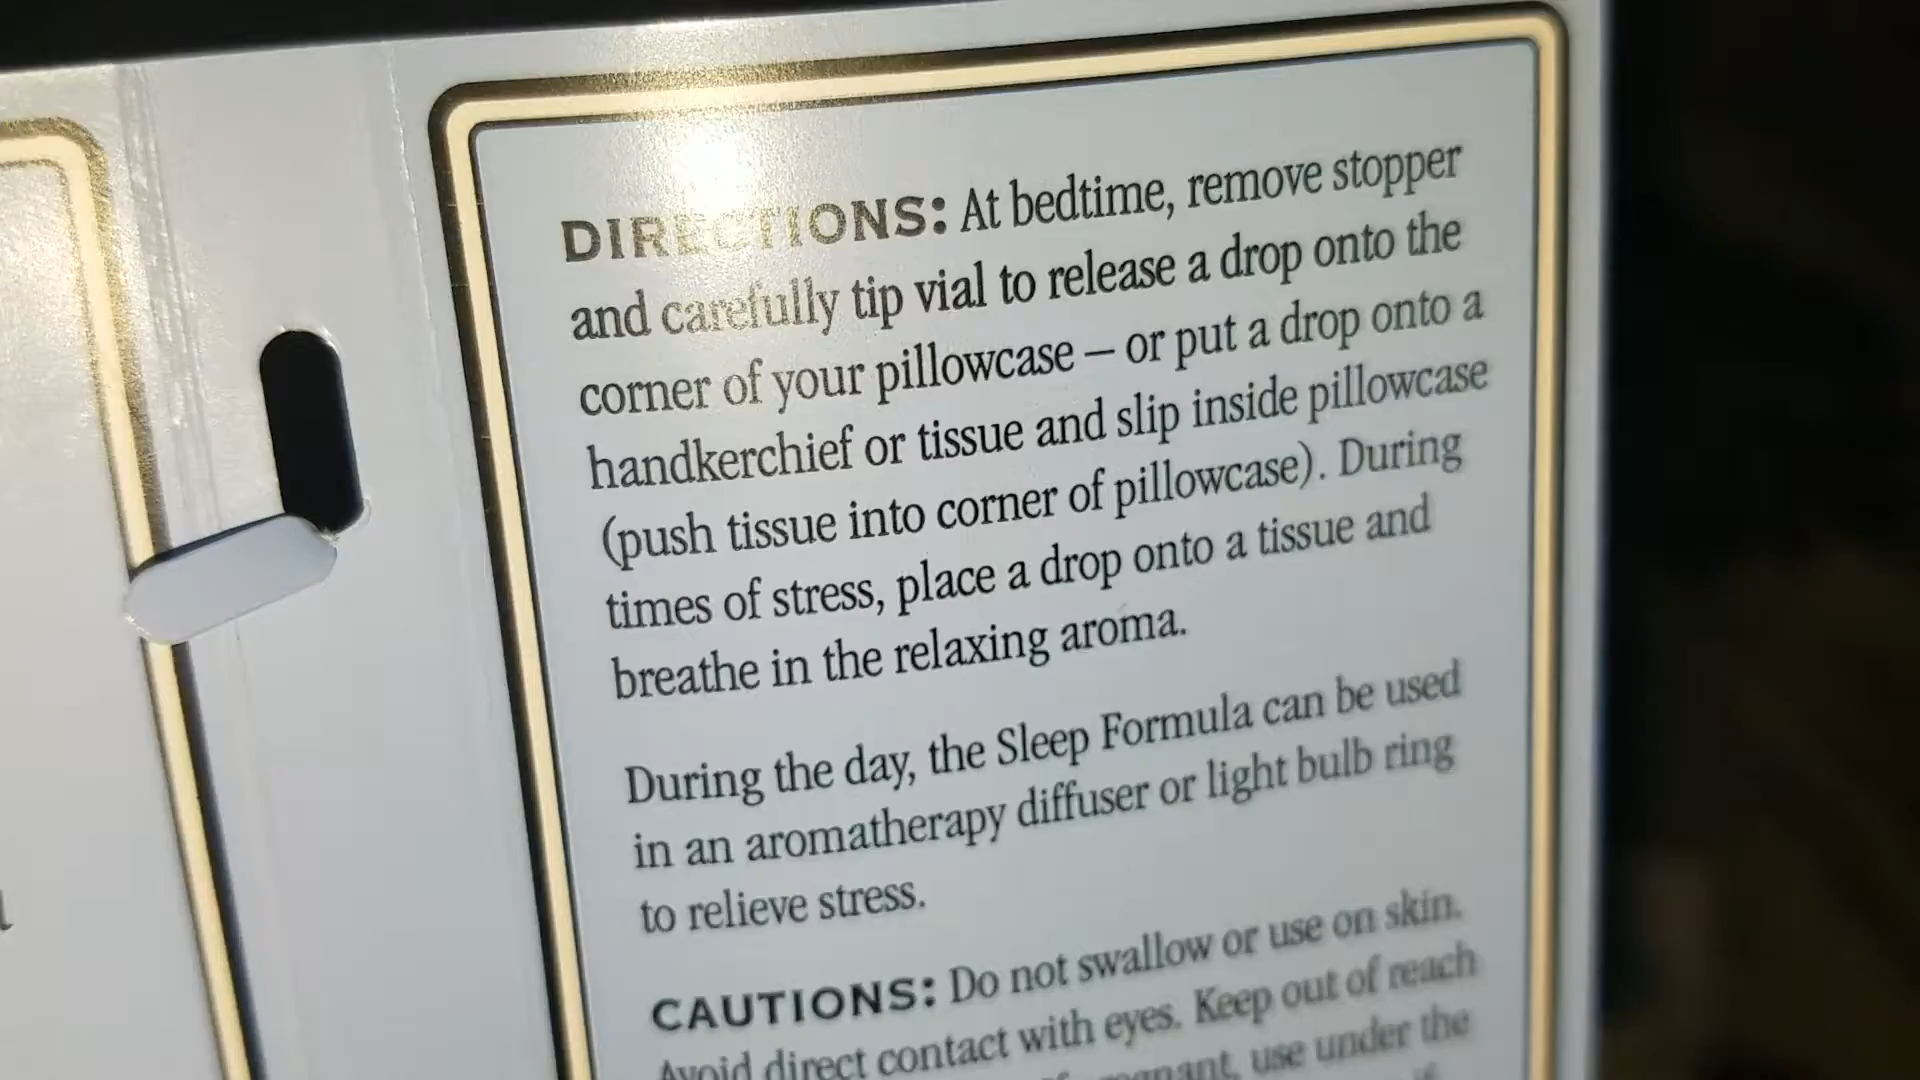 DIRECTIONS: At bedtime, remove stopper
and carefully tip vial to release a drop onto the
corner of your pillowcase – or put a drop onto a
handkerchief or tissue and slip inside pillowcase
(push tissue into corner of pillowcase). During
times of stress, place a drop onto a tissue and
breathe in the relaxing aroma.
During the day, the Sleep Formula can be used
in an aromatherapy diffuser or light bulb ring
to relieve stress.
CAUTIONS: Do not swallow or use on skin.
Avoid direct contact with eyes. Keep out of reach
use under the